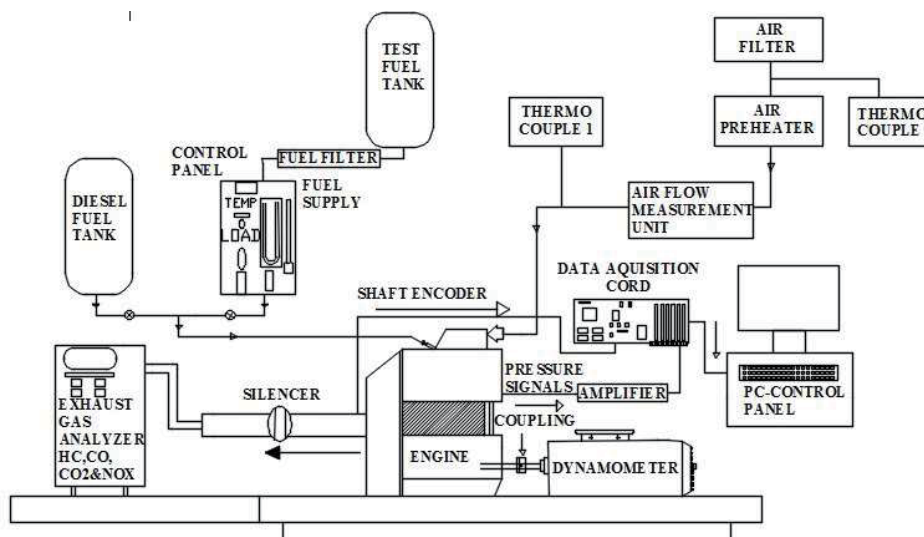 TEST
FUEL
TANK
AIR
FILTER
THERMO
COUPLE 1
AIR
PREHEATER
THERMO
COUPLE
CONTROL
PANEL
FUEL FILTER
FUEL
SUPPLY
DIESEL
FUEL
TANK
TEMP
LOAD
AIR FLOW
MEASUREMENT
UNIT
DATA AQUISITION
CORD
SHAFT ENCODER
PRESSURE
SIGNALS
AMPLIFIER
PC-CONTROL
PANEL
SILENCER
COUPLING
EXHAUST
GAS
ANALYZER
HC,CO,
CO2&NOX
ENGINE
DYNAMOMETER